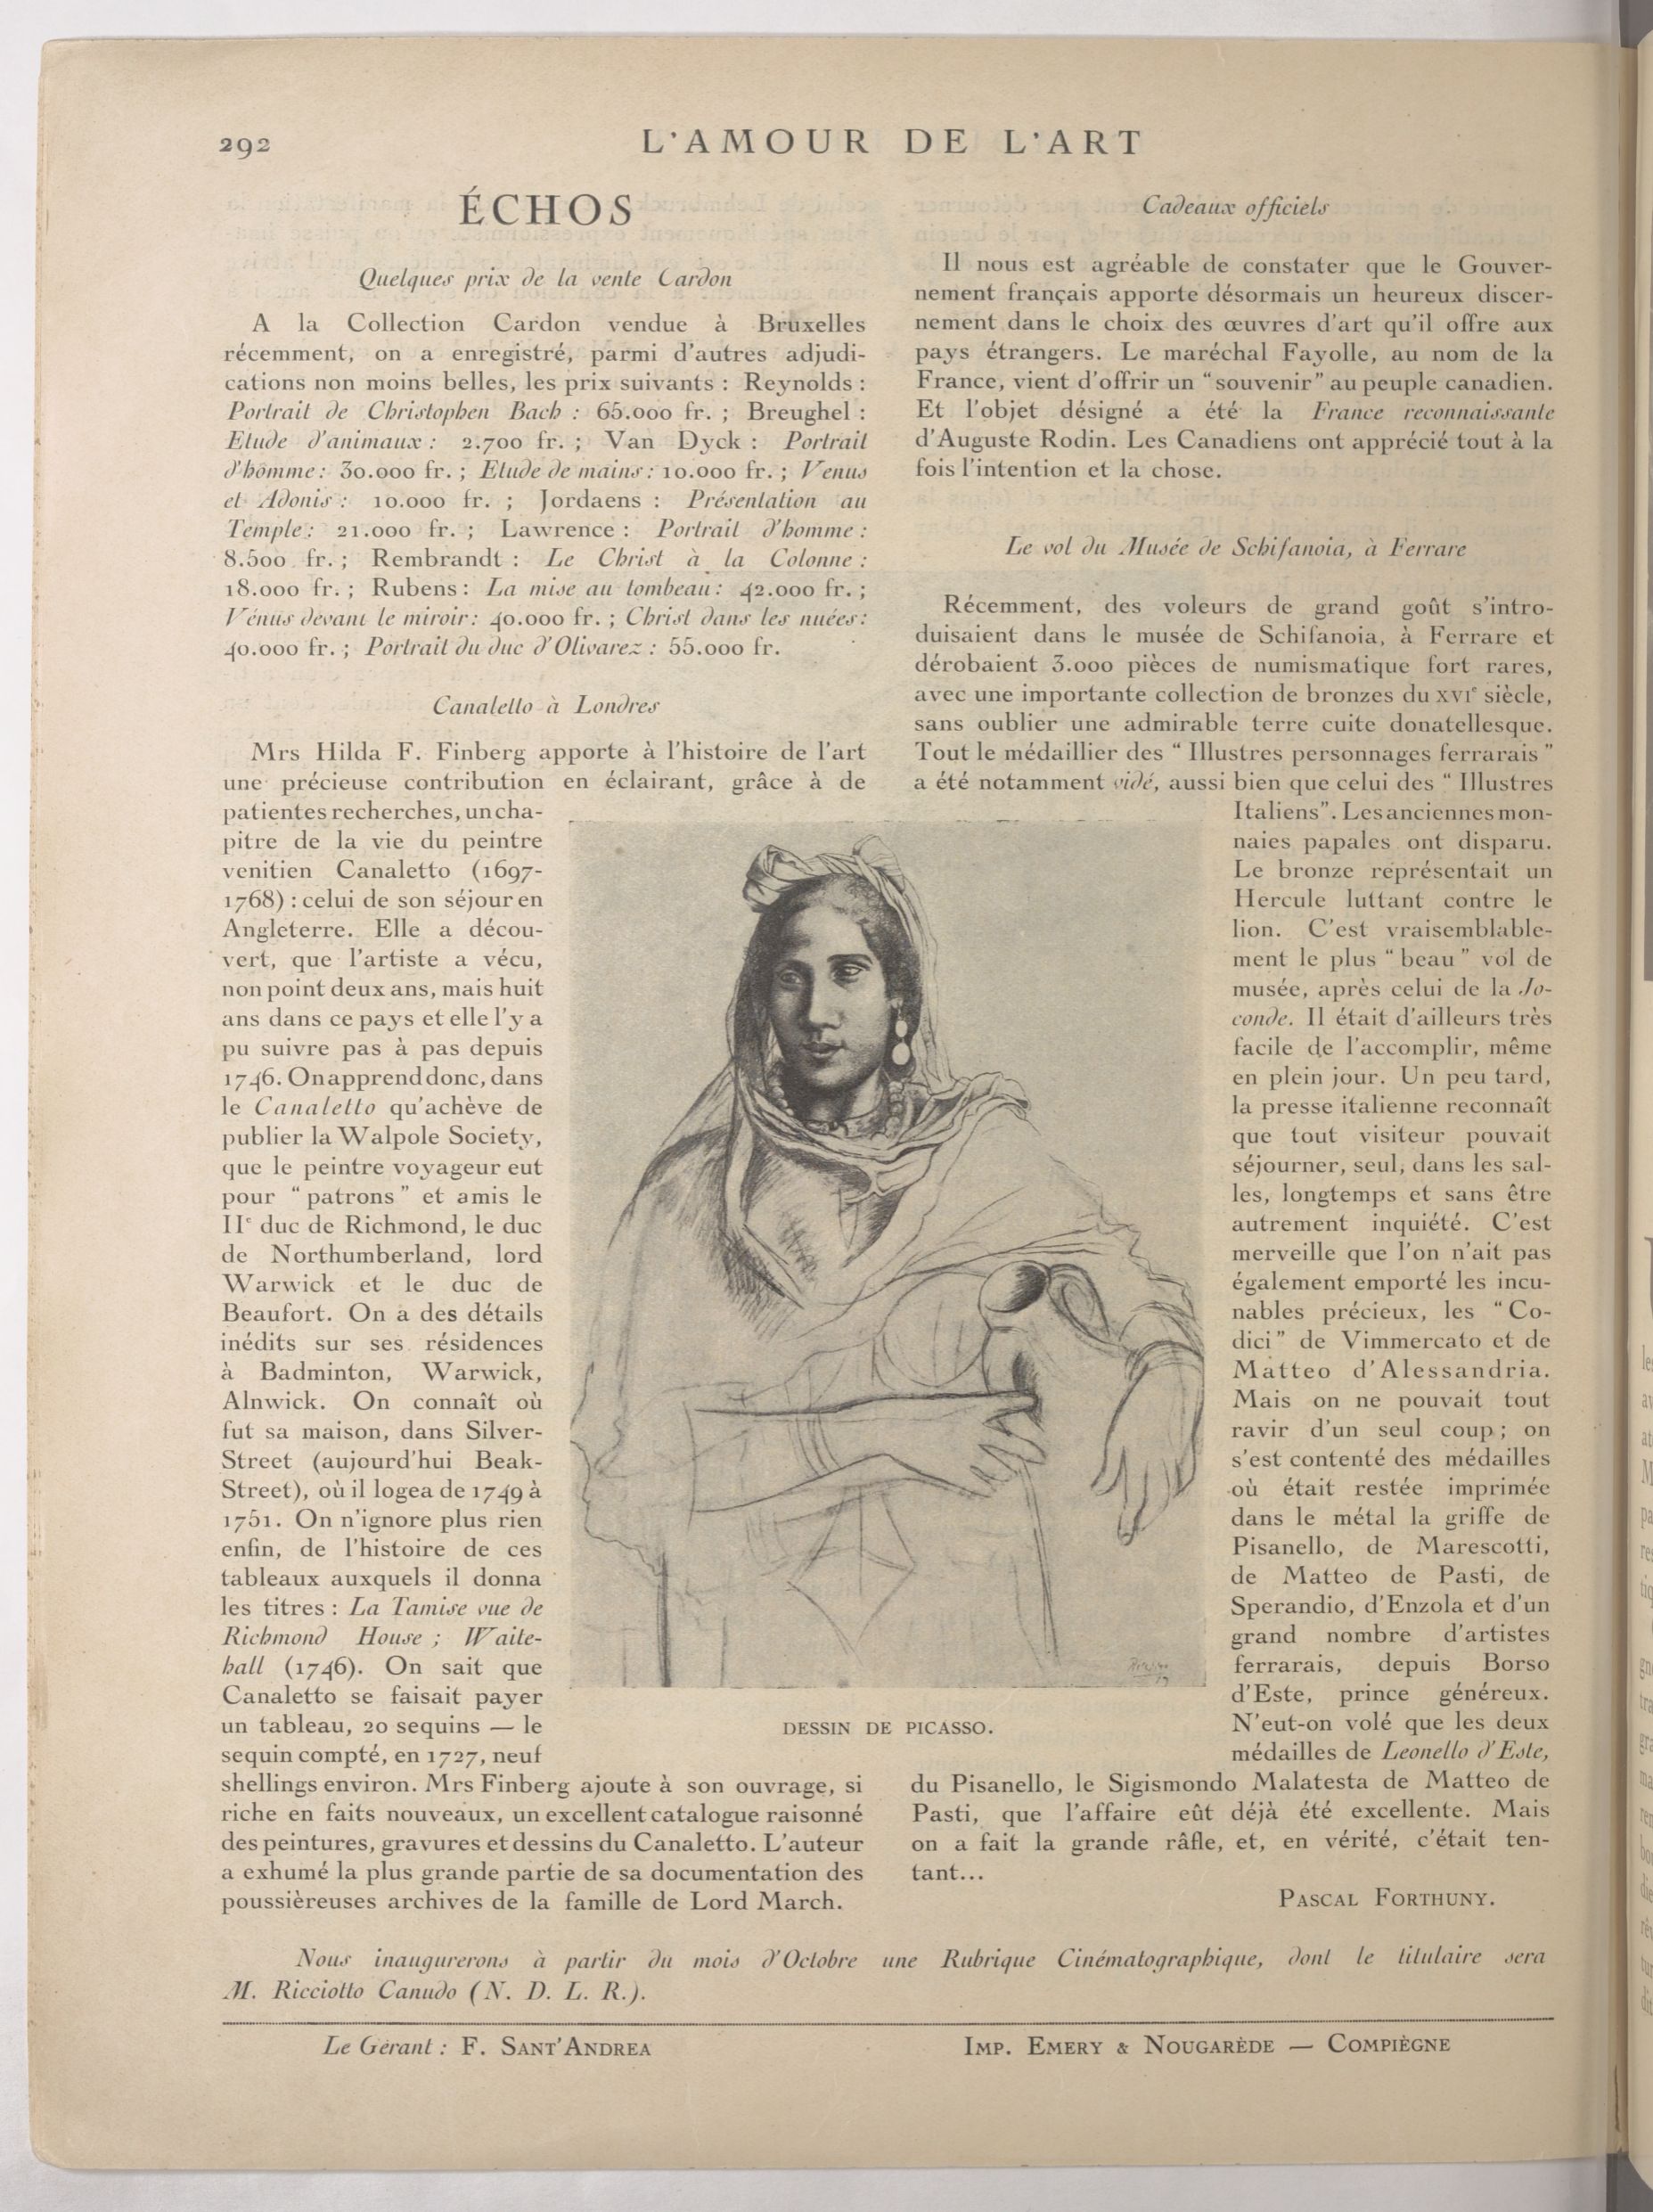 292
L'AMOUR DE L'ART
ÉCHOS
Quelques prix de la vente Cardon
A la Collection Cardon vendue à Bruxelles
récemment, on a enregistré, parmi d'autres adjudi-
cations non moins belles, les prix suivants : Reynolds :
Portrait de Christophen Bach : 65.000 fr. ; Breughel :
Etude d'animaux : 2.700 fr. ; Van Dyck : Portrait
d'homme : 30.000 fr. ; Etude de mains : 10.000 fr. ; Venus
et Adonis : 10.000 fr. ; Jordaens : Présentation au
Temple : 21.000 fr. ; Lawrence : Portrait d'homme :
8.500 fr. ; Rembrandt : Le Christ à la Colonne :
18.000 fr. ; Rubens : La mise au tombeau : 42.000 fr. ;
Vénus devant le miroir : 40.000 fr. ; Christ dans les nuées :
40.000 fr. ; Portrait du duc d'Olivarez : 55.000 fr.
Canaletto à Londres
Mrs Hilda F. Finberg apporte à l'histoire de l'art
une précieuse contribution en éclairant, grâce à de
patientes recherches, un cha-
pitre de la vie du peintre
venitien Canaletto (1697-
1768) : celui de son séjour en
Angleterre. Elle a décou-
vert, que l'artiste a vécu,
non point deux ans, mais huit
ans dans ce pays et elle l'y a
pu suivre pas à pas depuis
1746. On apprend donc, dans
le Canaletto qu'achève de
publier la Walpole Society,
que le peintre voyageur eut
pour “ patrons ” et amis le
IIe duc de Richmond, le duc
de Northumberland, lord
Warwick et le duc de
Beaufort. On a des détails
inédits sur ses résidences
à Badminton, Warwick,
Alnwick. On connaît où
fut sa maison, dans Silver-
Street (aujourd'hui Beak-
Street), où il logea de 1749 à
1751. On n'ignore plus rien
enfin, de l'histoire de ces
tableaux auxquels il donna
les titres : La Tamise vue de
Richmond House ; Waite-
hall (1746). On sait que
Canaletto se faisait payer
un tableau, 20 sequins — le
sequin compté, en 1727, neuf
shellings environ. Mrs Finberg ajoute à son ouvrage, si
riche en faits nouveaux, un excellent catalogue raisonné
des peintures, gravures et dessins du Canaletto. L'auteur
a exhumé la plus grande partie de sa documentation des
poussièreuses archives de la famille de Lord March.
Picasso
19
DESSIN DE PICASSO.
Cadeaux officiels
Il nous est agréable de constater que le Gouver-
nement français apporte désormais un heureux discer-
nement dans le choix des œuvres d'art qu'il offre aux
pays étrangers. Le maréchal Fayolle, au nom de la
France, vient d'offrir un “ souvenir ” au peuple canadien.
Et l'objet désigné a été la France reconnaissante
d'Auguste Rodin. Les Canadiens ont apprécié tout à la
fois l'intention et la chose.
Le vol du Musée de Schifanoia, à Ferrare
Récemment, des voleurs de grand goût s'intro-
duisaient dans le musée de Schifanoia, à Ferrare et
dérobaient 3.000 pièces de numismatique fort rares,
avec une importante collection de bronzes du XVIe siècle,
sans oublier une admirable terre cuite donatellesque.
Tout le médaillier des “ Illustres personnages ferrarais ”
a été notamment vidé, aussi bien que celui des “ Illustres
Italiens”. Les anciennes mon-
naies papales ont disparu.
Le bronze représentait un
Hercule luttant contre le
lion. C'est vraisemblable-
ment le plus “ beau ” vol de
musée, après celui de la Jo-
conde. Il était d'ailleurs très
facile de l'accomplir, même
en plein jour. Un peu tard,
la presse italienne reconnaît
que tout visiteur pouvait
séjourner, seul, dans les sal-
les, longtemps et sans être
autrement inquiété. C'est
merveille que l'on n'ait pas
également emporté les incu-
nables précieux, les “ Co-
dici ” de Vimmercato et de
Matteo d'Alessandria.
Mais on ne pouvait tout
ravir d'un seul coup ; on
s'est contenté des médailles
où était restée imprimée
dans le métal la griffe de
Pisanello, de Marescotti,
de Matteo de Pasti, de
Sperandio, d'Enzola et d'un
grand nombre d'artistes
ferrarais, depuis Borso
d'Este, prince généreux.
N'eut-on volé que les deux
médailles de Leonello d'Este,
du Pisanello, le Sigismondo Malatesta de Matteo de
Pasti, que l'affaire eût déjà été excellente. Mais
on a fait la grande râfle, et, en vérité, c'était ten-
tant...
PASCAL FORTHUNY.
Nous inaugurerons à partir du mois d'Octobre une Rubrique Cinématographique, dont le titulaire sera
M. Ricciotto Canudo (N. D. L. R.).
Le Gérant : F. SANT'ANDREA
IMP. EMERY & NOUGARÈDE — COMPIÈGNE